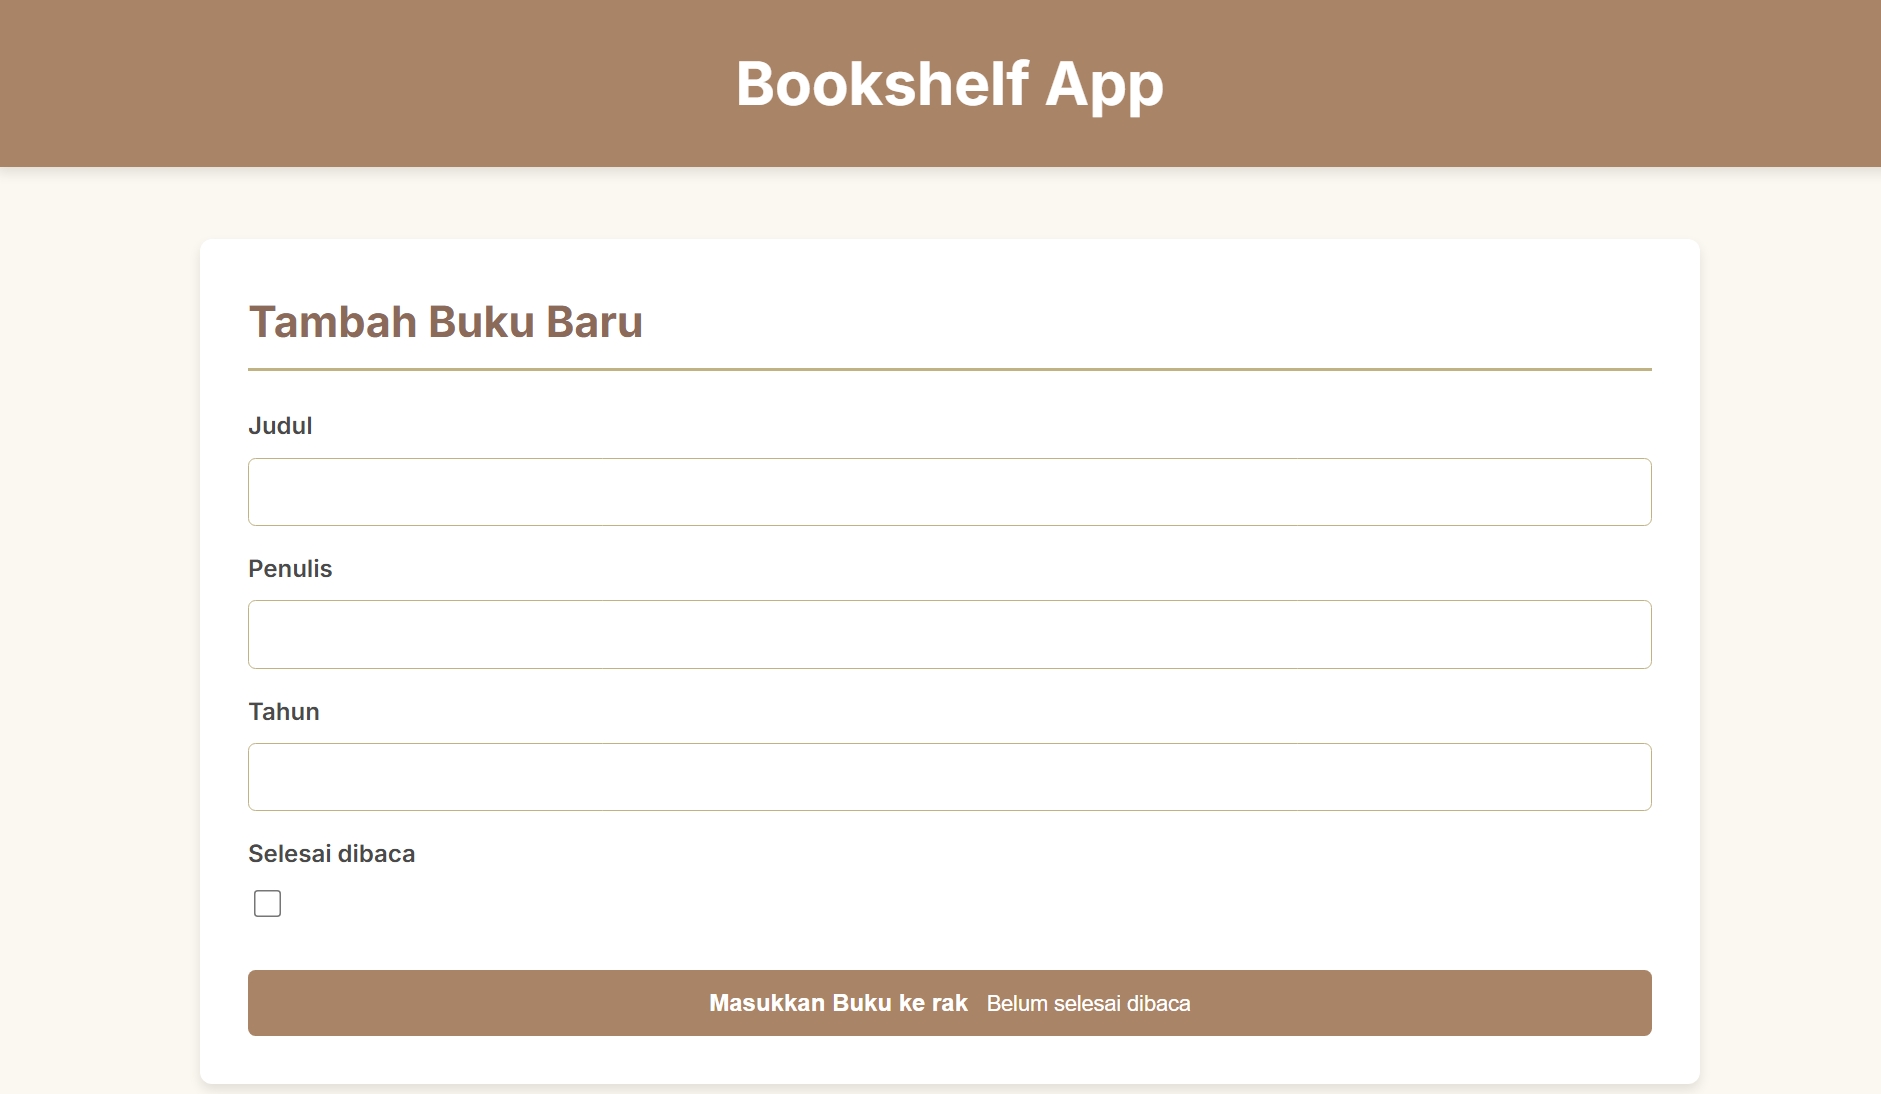 Bookshelf App
Tambah Buku Baru
Judul
Penulis
Tahun
Selesai dibaca
Masukkan Buku ke rak Belum selesai dibaca